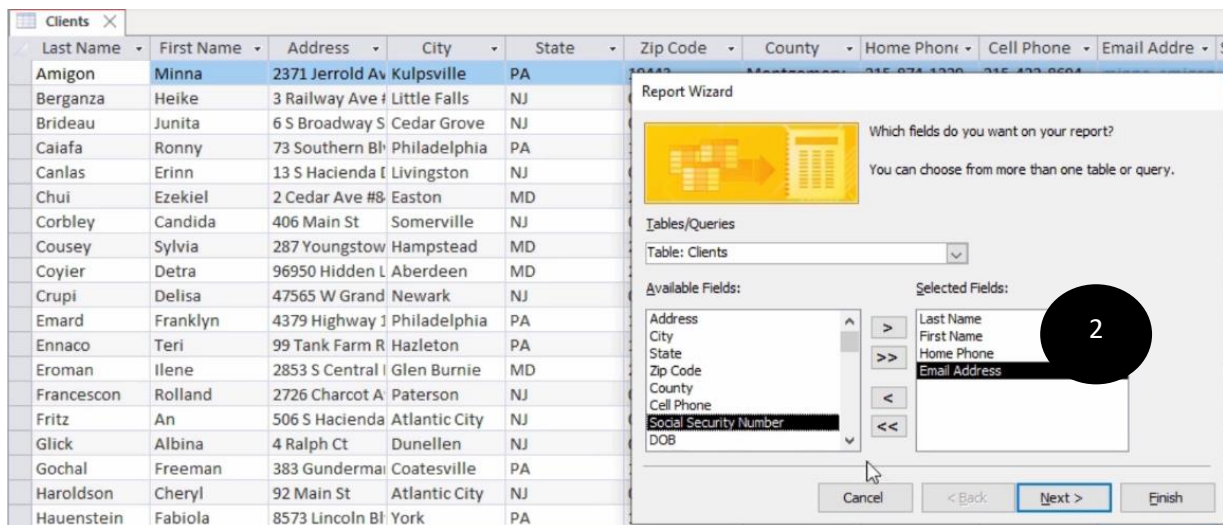 Clients
Last Name First Name Address City State Zip Code County Home Phone Cell Phone Email Addre
Amigon Minna 2371 Jerrold Av Kulpsville PA
Berganza Heike 3 Railway Ave # Little Falls NJ
Brideau Junita 6 S Broadway S Cedar Grove NJ
Caiafa Ronny 73 Southern Bl Philadelphia PA
Canlas Erinn 13 S Hacienda Livingston NJ
Chui Ezekiel 2 Cedar Ave #8 Easton MD
Corbley Candida 406 Main St Somerville NJ
Cousey Sylvia 287 Youngstow Hampstead MD
Coyier Detra 96950 Hidden L Aberdeen MD
Crupi Delisa 47565 W Grand Newark NJ
Emard Franklyn 4379 Highway 1 Philadelphia PA
Ennaco Teri 99 Tank Farm R Hazleton PA
Eroman Ilene 2853 S Central Glen Burnie MD
Francescon Rolland 2726 Charcot A Paterson NJ
Fritz An 506 S Hacienda Atlantic City NJ
Glick Albina 4 Ralph Ct Dunellen NJ
Gochal Freeman 383 Gunderma Coatesville PA
Haroldson Cheryl 92 Main St Atlantic City NJ
Hauenstein Fabiola 8573 Lincoln Bl York PA
Report Wizard
Which fields do you want on your report?
You can choose from more than one table or query.
Tables/Queries
Table: Clients
Available Fields:
Address
City
State
Zip Code
County
Cell Phone
Social Security Number
DOB
>
>>
<
<<
Selected Fields:
Last Name
First Name
Home Phone
Email Address
2
Cancel < Back Next > Finish